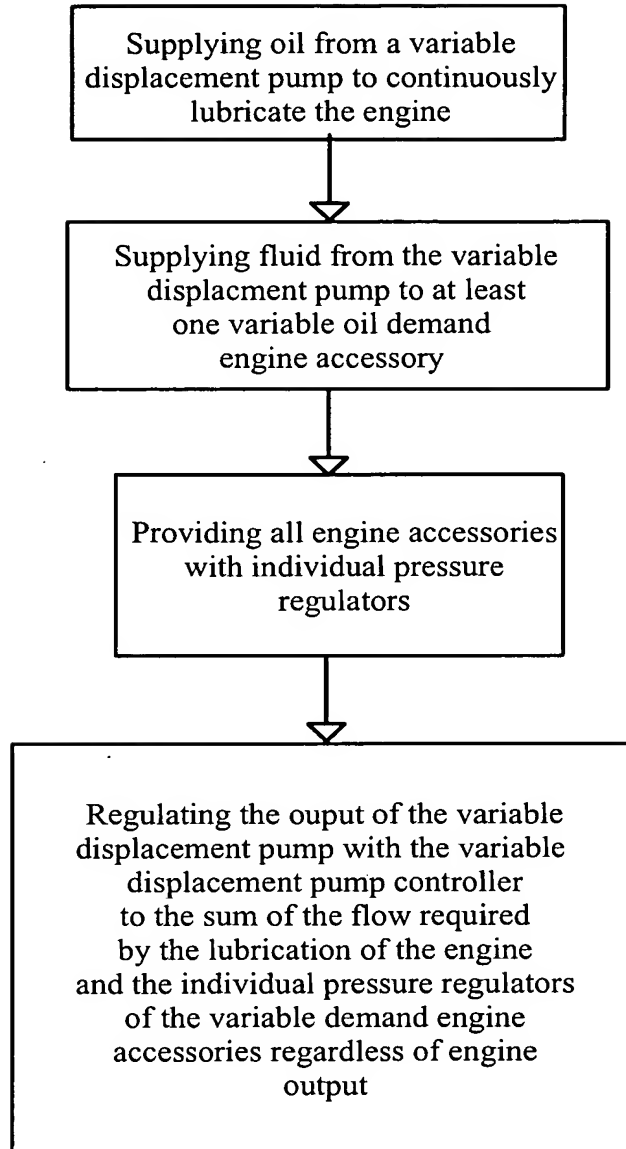 Supplying oil from a variable
displacement pump to continuously
lubricate the engine
Supplying fluid from the variable
displacment pump to at least
one variable oil demand
engine accessory
Providing all engine accessories
with individual pressure
regulators
Regulating the ouput of the variable
displacement pump with the variable
displacement pump controller
to the sum of the flow required
by the lubrication of the engine
and the individual pressure regulators
of the variable demand engine
accessories regardless of engine
output